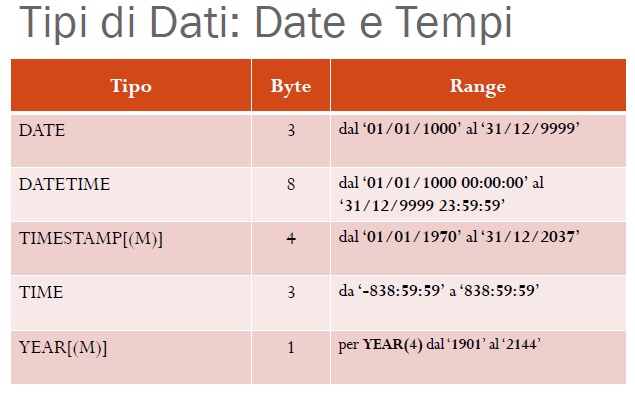 Tipi di Dati: Date e Tempi
Tipo Byte Range
DATE 3 dal ‘01/01/1000’ al ‘31/12/9999’
DATETIME 8 dal ‘01/01/1000 00:00:00’ al
‘31/12/9999 23:59:59’
TIMESTAMP[(M)] 4 dal ‘01/01/1970’ al ‘31/12/2037’
TIME 3 da ‘-838:59:59’ a ‘838:59:59’
YEAR[(M)] 1 per YEAR(4) dal ‘1901’ al ‘2144’